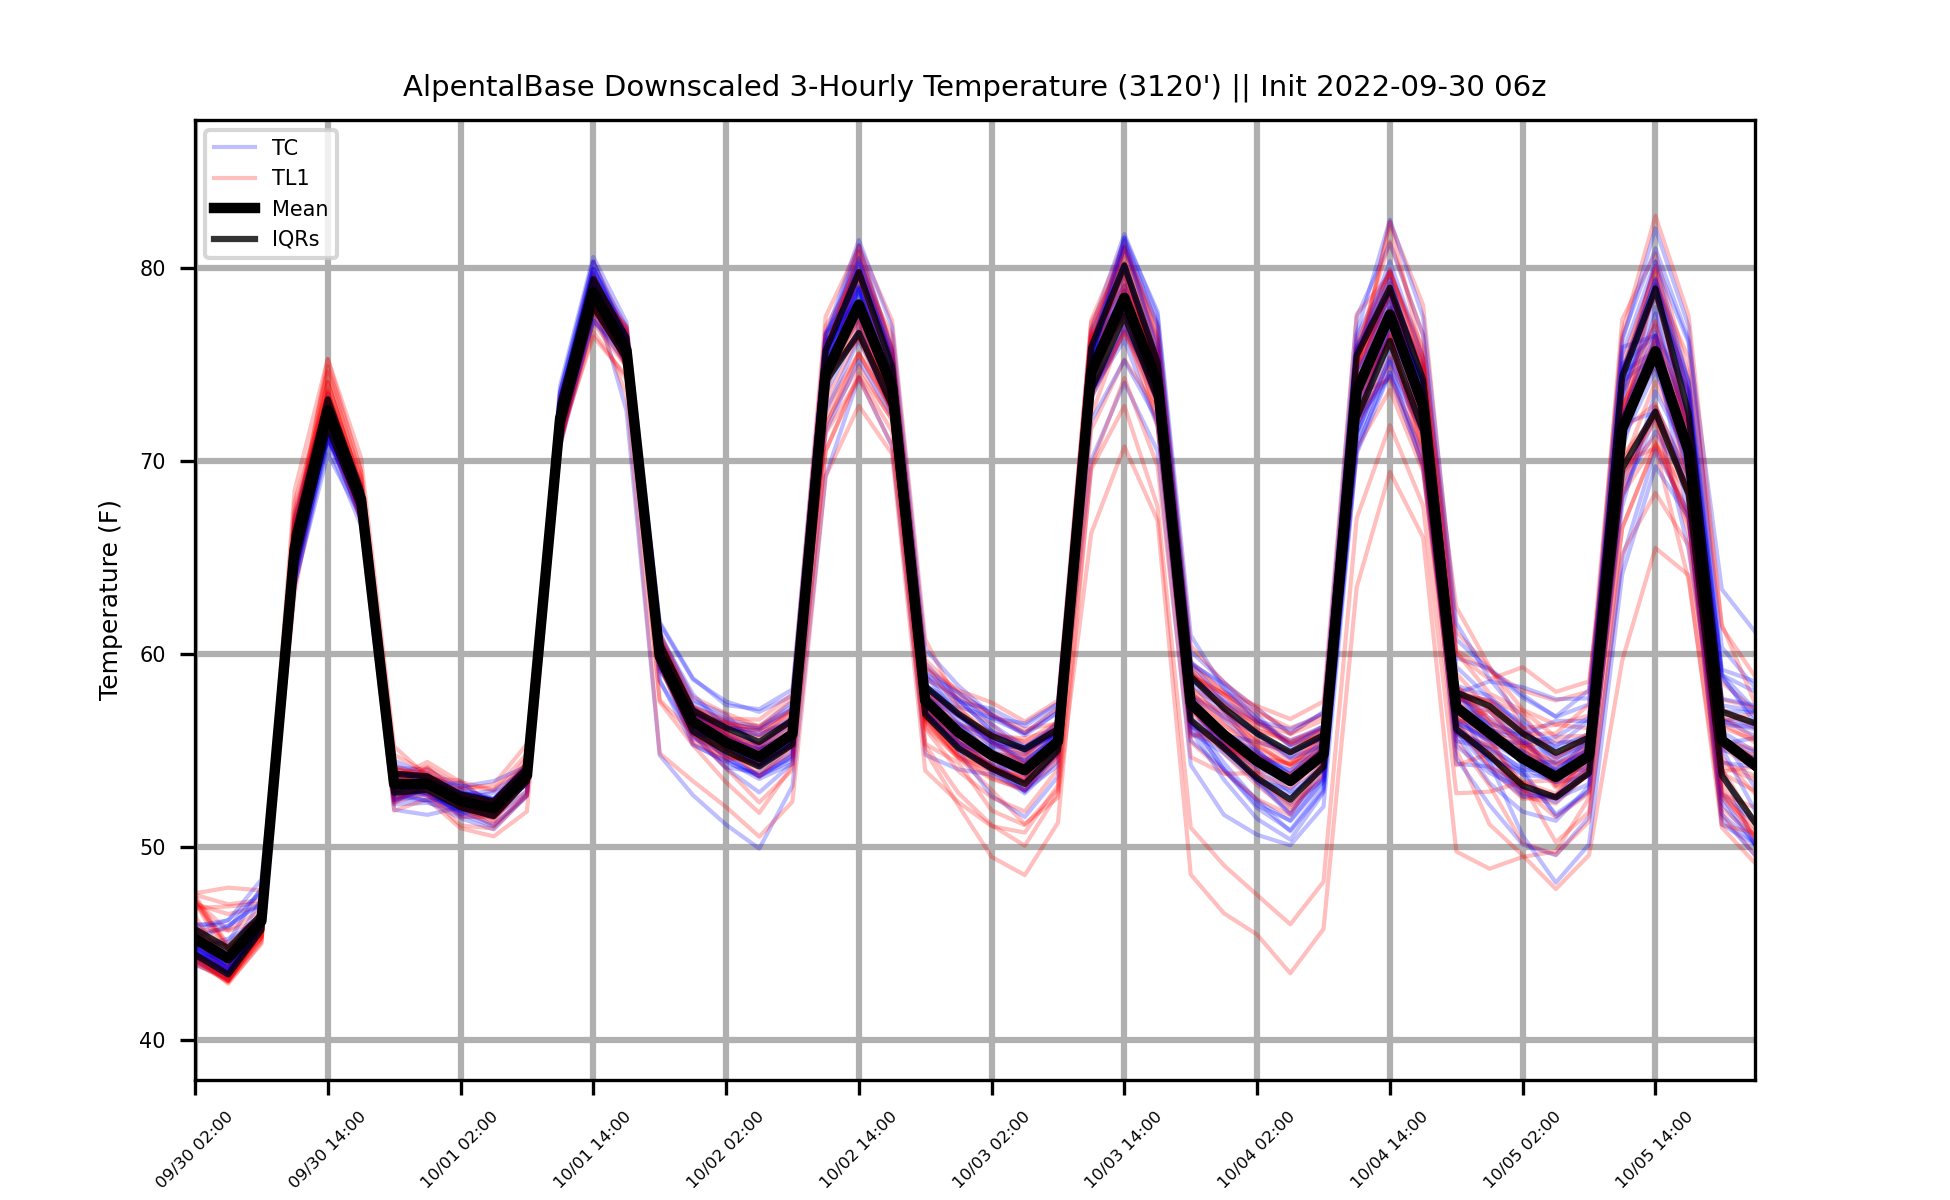 AlpentalBase Downscaled 3-Hourly Temperature (3120') || Init 2022-09-30 06z
TC
TL1
Mean
IQRs
Temperature (F)
80
70
60
50
40
09/30 02:00
09/30 14:00
10/01 02:00
10/01 14:00
10/02 02:00
10/02 14:00
10/03 02:00
10/03 14:00
10/04 02:00
10/04 14:00
10/05 02:00
10/05 14:00